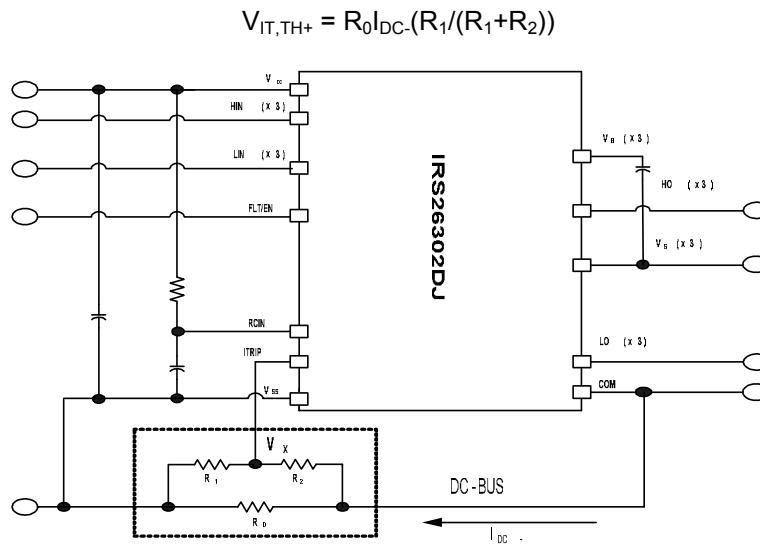 V_IT,TH+ = R_0I_DC-(R_1/(R_1+R_2))
V_CC
HIN (x 3)
LIN (x 3)
FLT/EN
RCIN
ITRIP
V_SS
IRS26302DJ
V_B (x 3)
HO (x 3)
V_S (x 3)
LO (x 3)
COM
V_X
R_1
R_2
R_0
DC-BUS
I_DC-